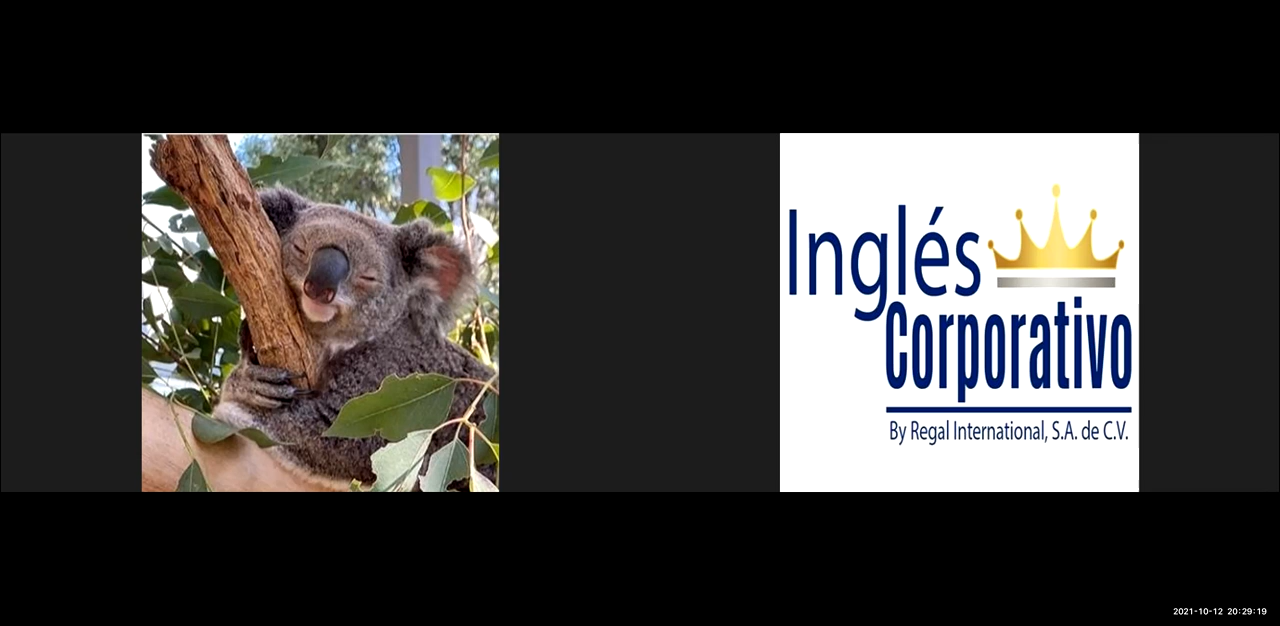 Inglés
Corporativo
By Regal International, S.A. de C.V.
2021-10-12 20:29:19